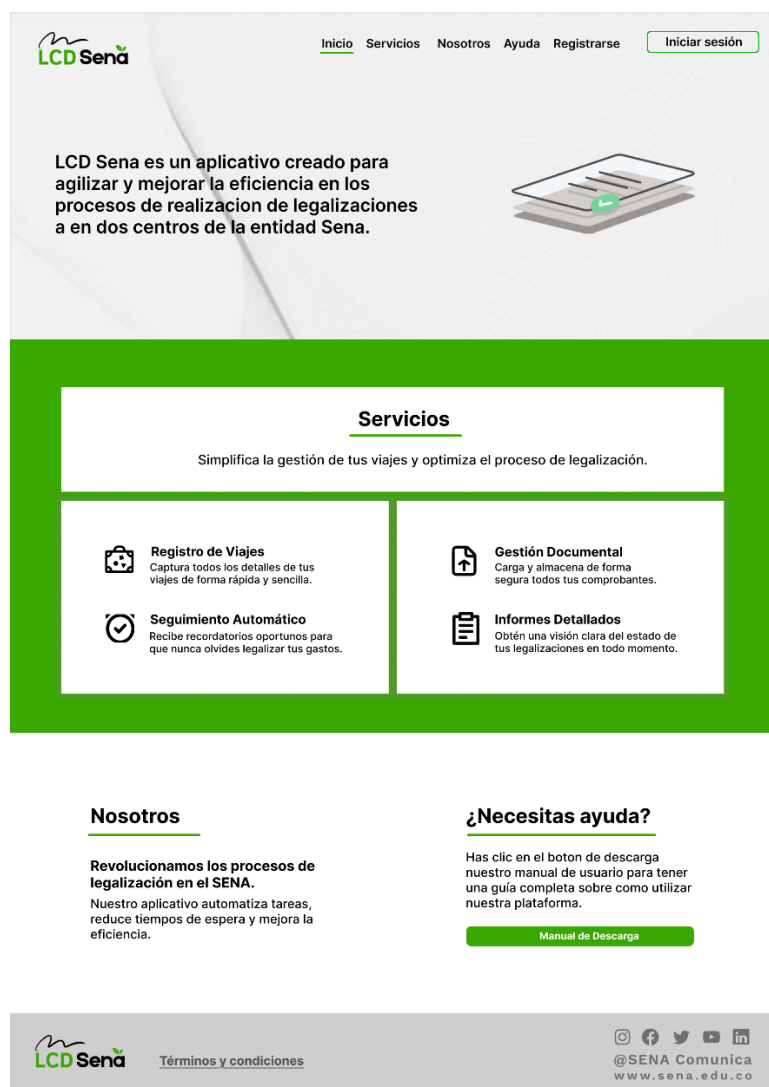 LCD Sena
Inicio Servicios Nosotros Ayuda Registrarse Iniciar sesión
LCD Sena es un aplicativo creado para
agilizar y mejorar la eficiencia en los
procesos de realizacion de legalizaciones
a en dos centros de la entidad Sena.
Servicios
Simplifica la gestión de tus viajes y optimiza el proceso de legalización.
Registro de Viajes
Captura todos los detalles de tus
viajes de forma rápida y sencilla.
Seguimiento Automático
Recibe recordatorios oportunos para
que nunca olvides legalizar tus gastos.
Gestión Documental
Carga y almacena de forma
segura todos tus comprobantes.
Informes Detallados
Obtén una visión clara del estado de
tus legalizaciones en todo momento.
Nosotros
Revolucionamos los procesos de
legalización en el SENA.
Nuestro aplicativo automatiza tareas,
reduce tiempos de espera y mejora la
eficiencia.
¿Necesitas ayuda?
Has clic en el boton de descarga
nuestro manual de usuario para tener
una guía completa sobre como utilizar
nuestra plataforma.
Manual de Descarga
LCD Sena
Términos y condiciones
@SENA Comunica
www.sena.edu.co